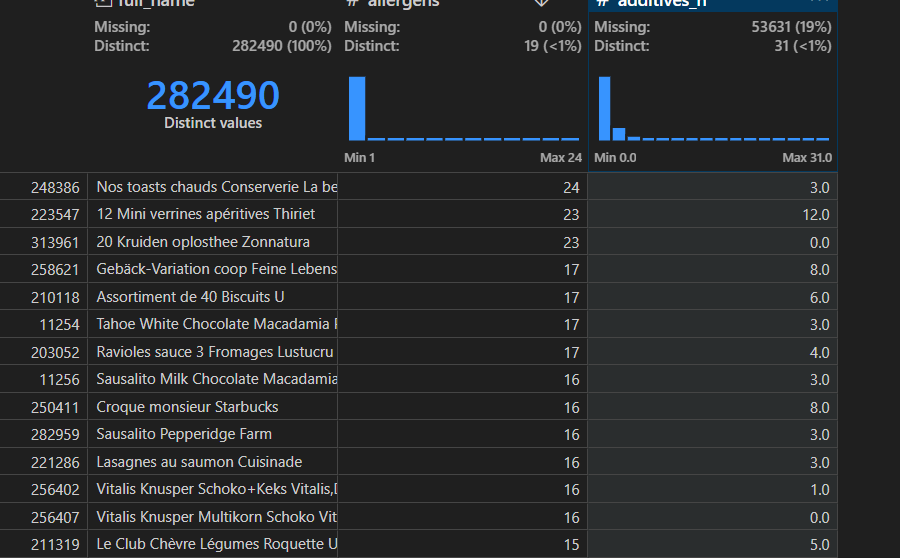 full_name # allergens # additives_n
Missing: 0 (0%) Missing: 0 (0%) Missing: 53631 (19%)
Distinct: 282490 (100%) Distinct: 19 (<1%) Distinct: 31 (<1%)
282490
Distinct values
Min 1 Max 24 Min 0.0 Max 31.0
248386 Nos toasts chauds Conserverie La be 24 3.0
223547 12 Mini verrines apéritives Thiriet 23 12.0
313961 20 Kruiden oplosthee Zonnatura 23 0.0
258621 Gebäck-Variation coop Feine Lebens 17 8.0
210118 Assortiment de 40 Biscuits U 17 6.0
11254 Tahoe White Chocolate Macadamia 17 3.0
203052 Ravioles sauce 3 Fromages Lustucru 17 4.0
11256 Sausalito Milk Chocolate Macadamia 16 3.0
250411 Croque monsieur Starbucks 16 8.0
282959 Sausalito Pepperidge Farm 16 3.0
221286 Lasagnes au saumon Cuisinade 16 3.0
256402 Vitalis Knusper Schoko+Keks Vitalis,D 16 1.0
256407 Vitalis Knusper Multikorn Schoko Vit 16 0.0
211319 Le Club Chèvre Légumes Roquette U 15 5.0